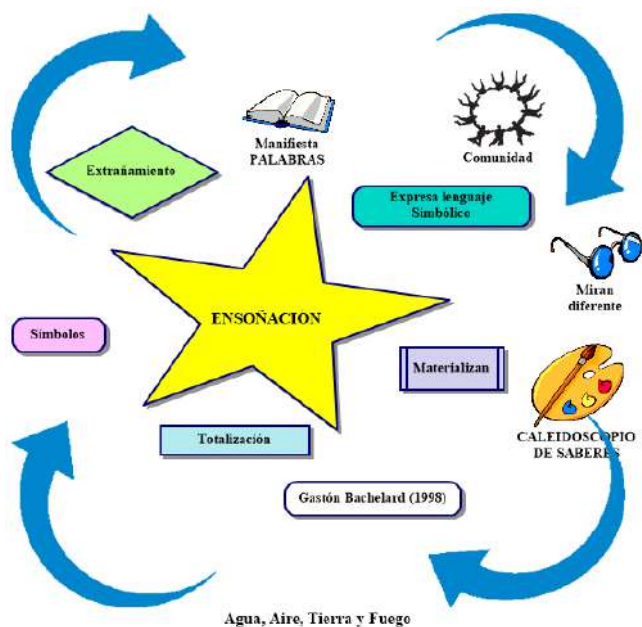 Manifiesta
PALABRAS
Comunidad
Extrañamiento
Expresa lenguaje
Simbólico
Miran
diferente
ENSOÑACION
Símbolos
Materializan
CALEIDOSCOPIO
DE SABERES
Totalización
Gastón Bachelard (1998)
Agua, Aire, Tierra y Fuego